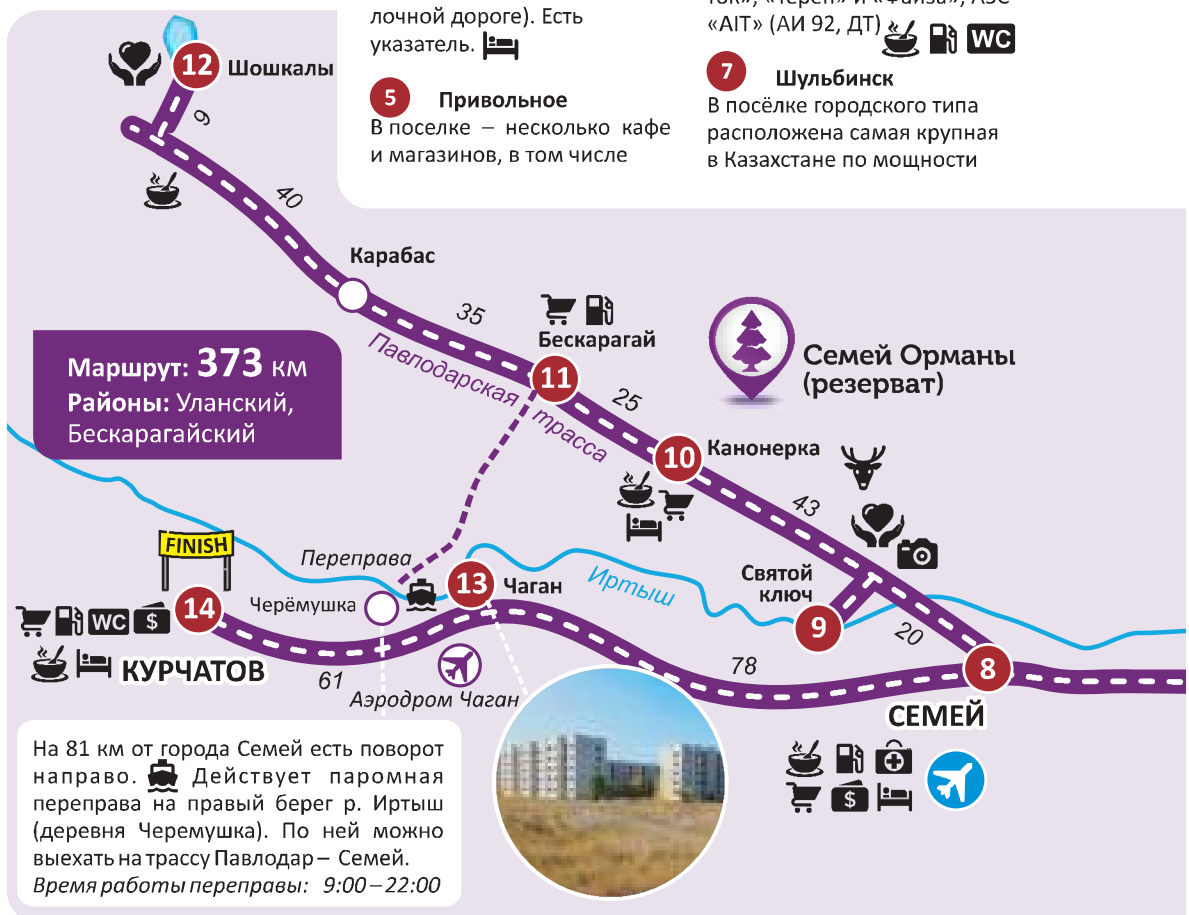 лочной дороге). Есть
указатель.
5 Привольное
В поселке – несколько кафе
и магазинов, в том числе
«AIT» (АИ 92, ДТ) WC
7 Шульбинск
В посёлке городского типа
расположена самая крупная
в Казахстане по мощности
12 Шошкалы
9
40
Карабас
35
Бескарагай
11
Павлодарская трасса
25
Семей Орманы
(резерват)
Маршрут: 373 км
Районы: Уланский,
Бескарагайский
10 Канонерка
43
FINISH
Переправа
13 Чаган
Иртыш
Святой
ключ
9
20
14
Черёмушка
WC $
КУРЧАТОВ
61
Аэродром Чаган
78
8
СЕМЕЙ
$
На 81 км от города Семей есть поворот
направо. Действует паромная
переправа на правый берег р. Иртыш
(деревня Черемушка). По ней можно
выехать на трассу Павлодар – Семей.
Время работы переправы: 9:00 – 22:00